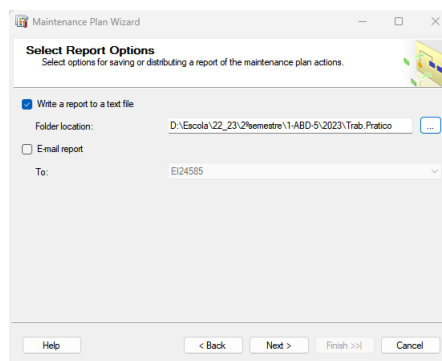 Maintenance Plan Wizard
Select Report Options
Select options for saving or distributing a report of the maintenance plan actions.
Write a report to a text file
Folder location:
D:\Escola\22_23\2ºsemestre\1-ABD-5\2023\Trab.Pratico
...
E-mail report
To:
EI24585
Help
< Back
Next >
Finish >>|
Cancel